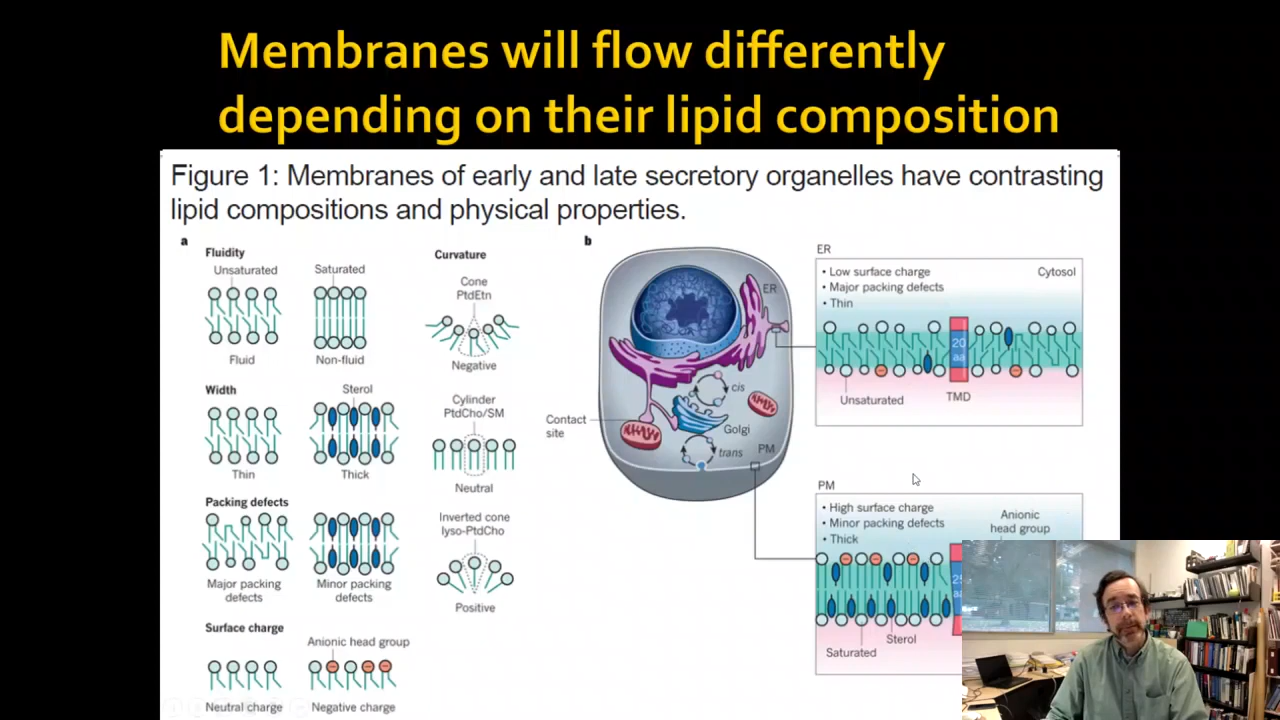 Membranes will flow differently
depending on their lipid composition
Figure 1: Membranes of early and late secretory organelles have contrasting
lipid compositions and physical properties.
a
Fluidity
Unsaturated
Saturated
Fluid
Non-fluid
Width
Sterol
Thin
Thick
Packing defects
Major packing
defects
Minor packing
defects
Surface charge
Anionic head group
Neutral charge
Negative charge
Curvature
Cone
PtdEtn
Negative
Cylinder
PtdCho/SM
Neutral
Inverted cone
lyso-PtdCho
Positive
b
ER
cis
Golgi
trans
PM
Contact
site
ER
• Low surface charge
• Major packing defects
• Thin
Cytosol
20
aa
Unsaturated
TMD
PM
• High surface charge
• Minor packing defects
• Thick
Anionic
head group
Sterol
Saturated